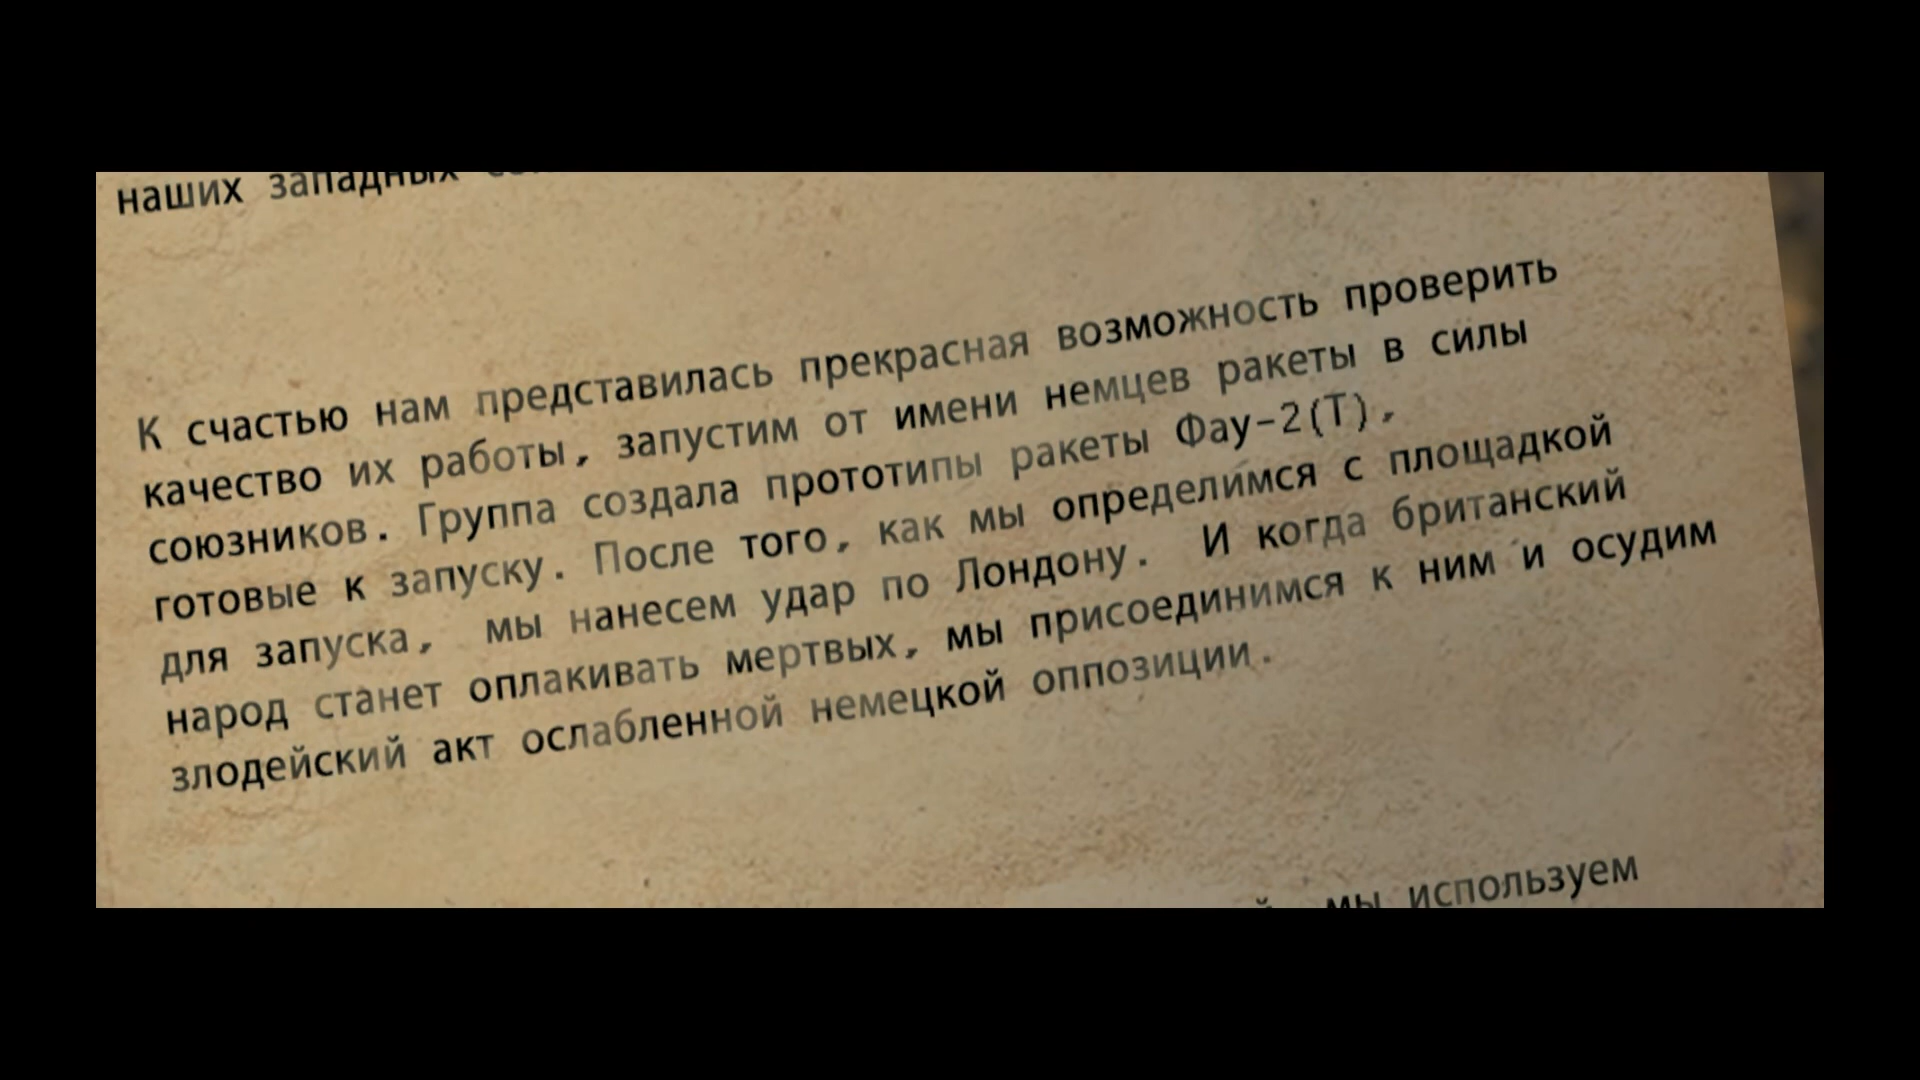 наших западных
К счастью нам представилась прекрасная возможность проверить
качество их работы, запустим от имени немцев ракеты в силы
союзников. Группа создала прототипы ракеты Фау-2(Т),
готовые к запуску. После того, как мы определимся с площадкой
для запуска, мы нанесем удар по Лондону. И когда британский
народ станет оплакивать мертвых, мы присоединимся к ним и осудим
злодейский акт ослабленной немецкой оппозиции.
мы используем